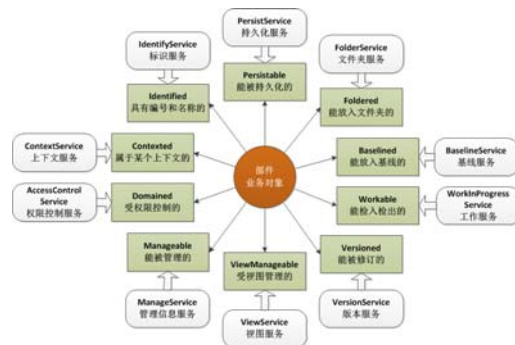 PersistService
持久化服务
IdentifyService
标识服务
FolderService
文件夹服务
Persistable
能被持久化的
Identified
具有编号和名称的
Foldered
能放入文件夹的
ContextService
上下文服务
Contexted
属于某个上下文的
部件
业务对象
Baselined
能放入基线的
BaselineService
基线服务
AccessControl
Service
权限控制服务
Domained
受权限控制的
Workable
能检入检出的
WorkInProgress
Service
工作服务
Manageable
能被管理的
ViewManageable
受视图管理的
Versioned
能被修订的
ManageService
管理信息服务
ViewService
视图服务
VersionService
版本服务